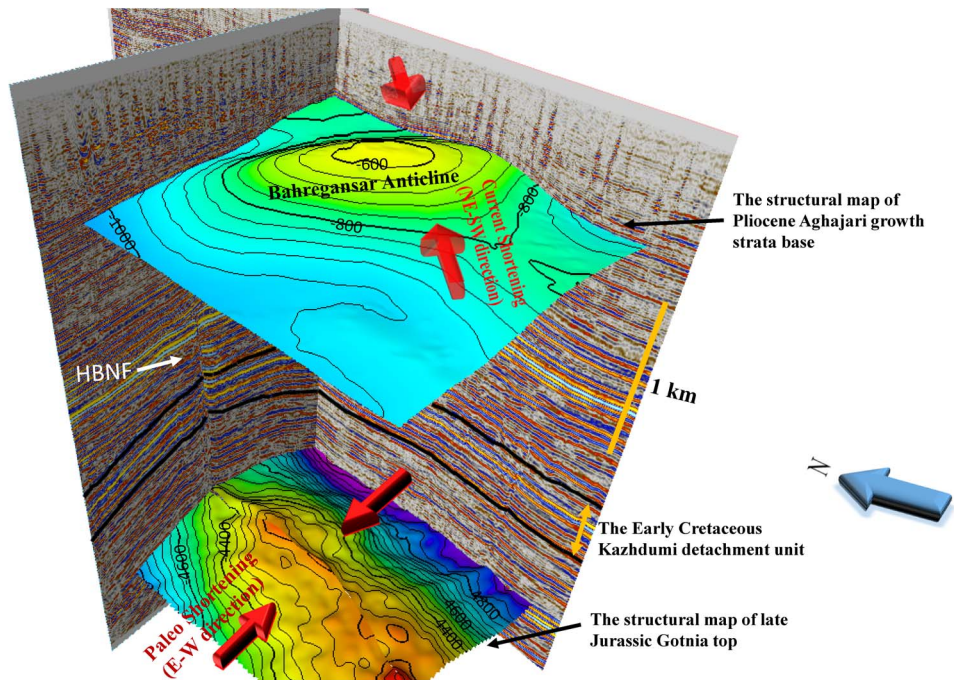 -600
Bahregansar Anticline
-800
-800
-1000
Current Shortening
(NE-SW direction)
The structural map of
Pliocene Aghajari growth
strata base
HBNF
1 km
N
The Early Cretaceous
Kazhdumi detachment unit
-4600
-4400
Paleo Shortening
(E-W direction)
4800
-4600
4400
The structural map of late
Jurassic Gotnia top